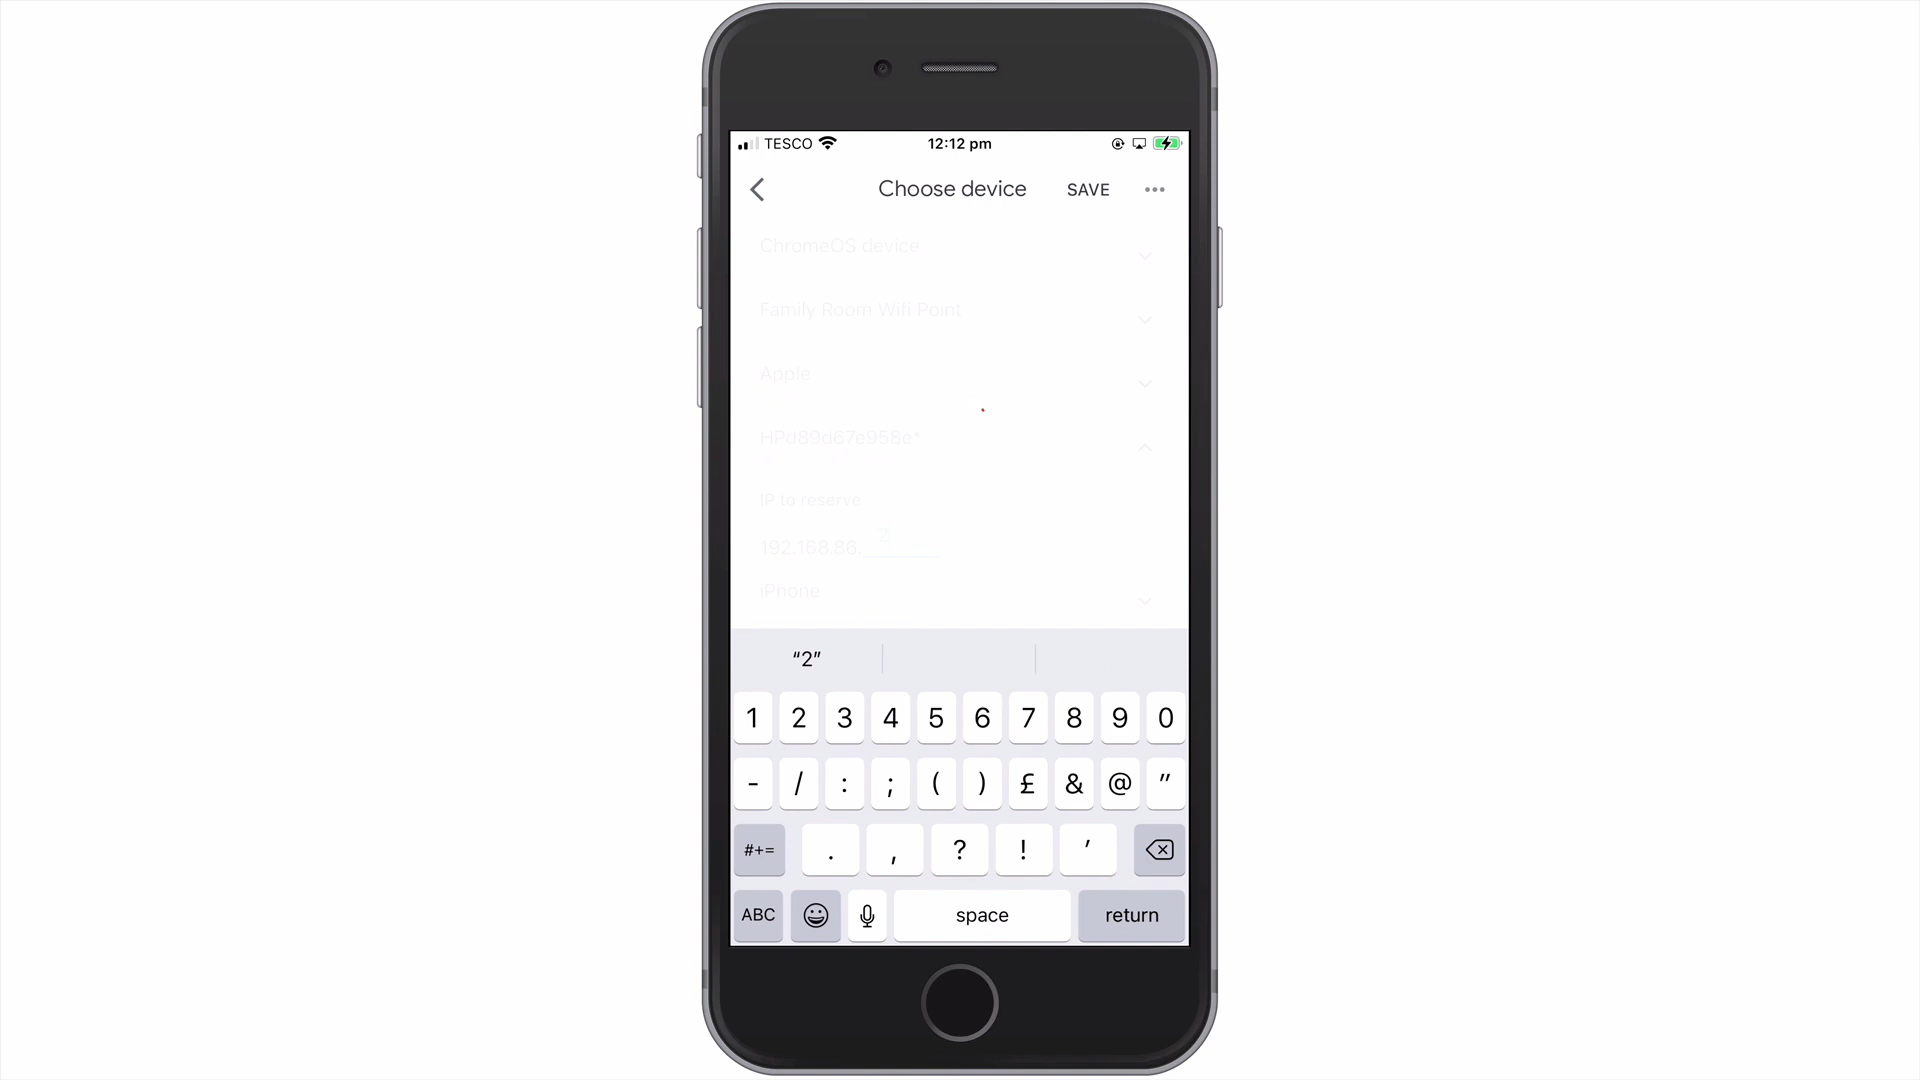 TESCO 12:12 pm
Choose device SAVE
ChromeOS device
Family Room Wifi Point
Apple
HPd89d67e958e*
IP to reserve
192.168.86. 2
iPhone
“2”
1 2 3 4 5 6 7 8 9 0
- / : ; ( ) £ & @ "
#+= . , ? ! '
ABC space return